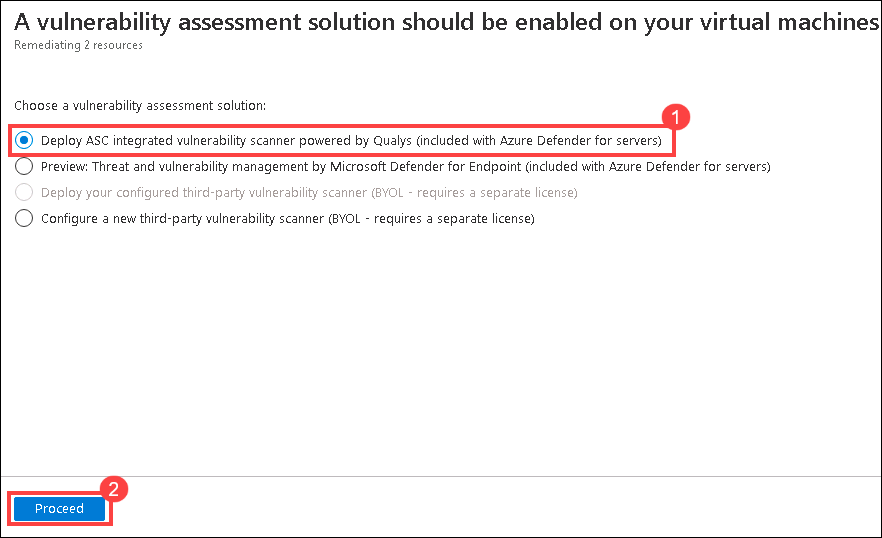 A vulnerability assessment solution should be enabled on your virtual machines
Remediating 2 resources
Choose a vulnerability assessment solution:
1
Deploy ASC integrated vulnerability scanner powered by Qualys (included with Azure Defender for servers)
Preview: Threat and vulnerability management by Microsoft Defender for Endpoint (included with Azure Defender for servers)
Deploy your configured third-party vulnerability scanner (BYOL - requires a separate license)
Configure a new third-party vulnerability scanner (BYOL - requires a separate license)
2
Proceed